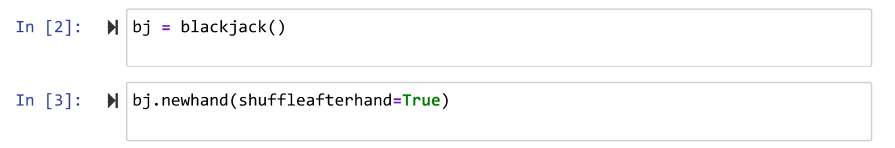 In [2]: bj = blackjack()
In [3]: bj.newhand(shuffleafterhand=True)